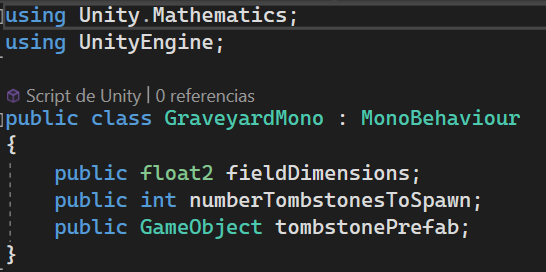 using Unity.Mathematics;
using UnityEngine;
Script de Unity | 0 referencias
public class GraveyardMono : MonoBehaviour
{
public float2 fieldDimensions;
public int numberTombstonesToSpawn;
public GameObject tombstonePrefab;
}